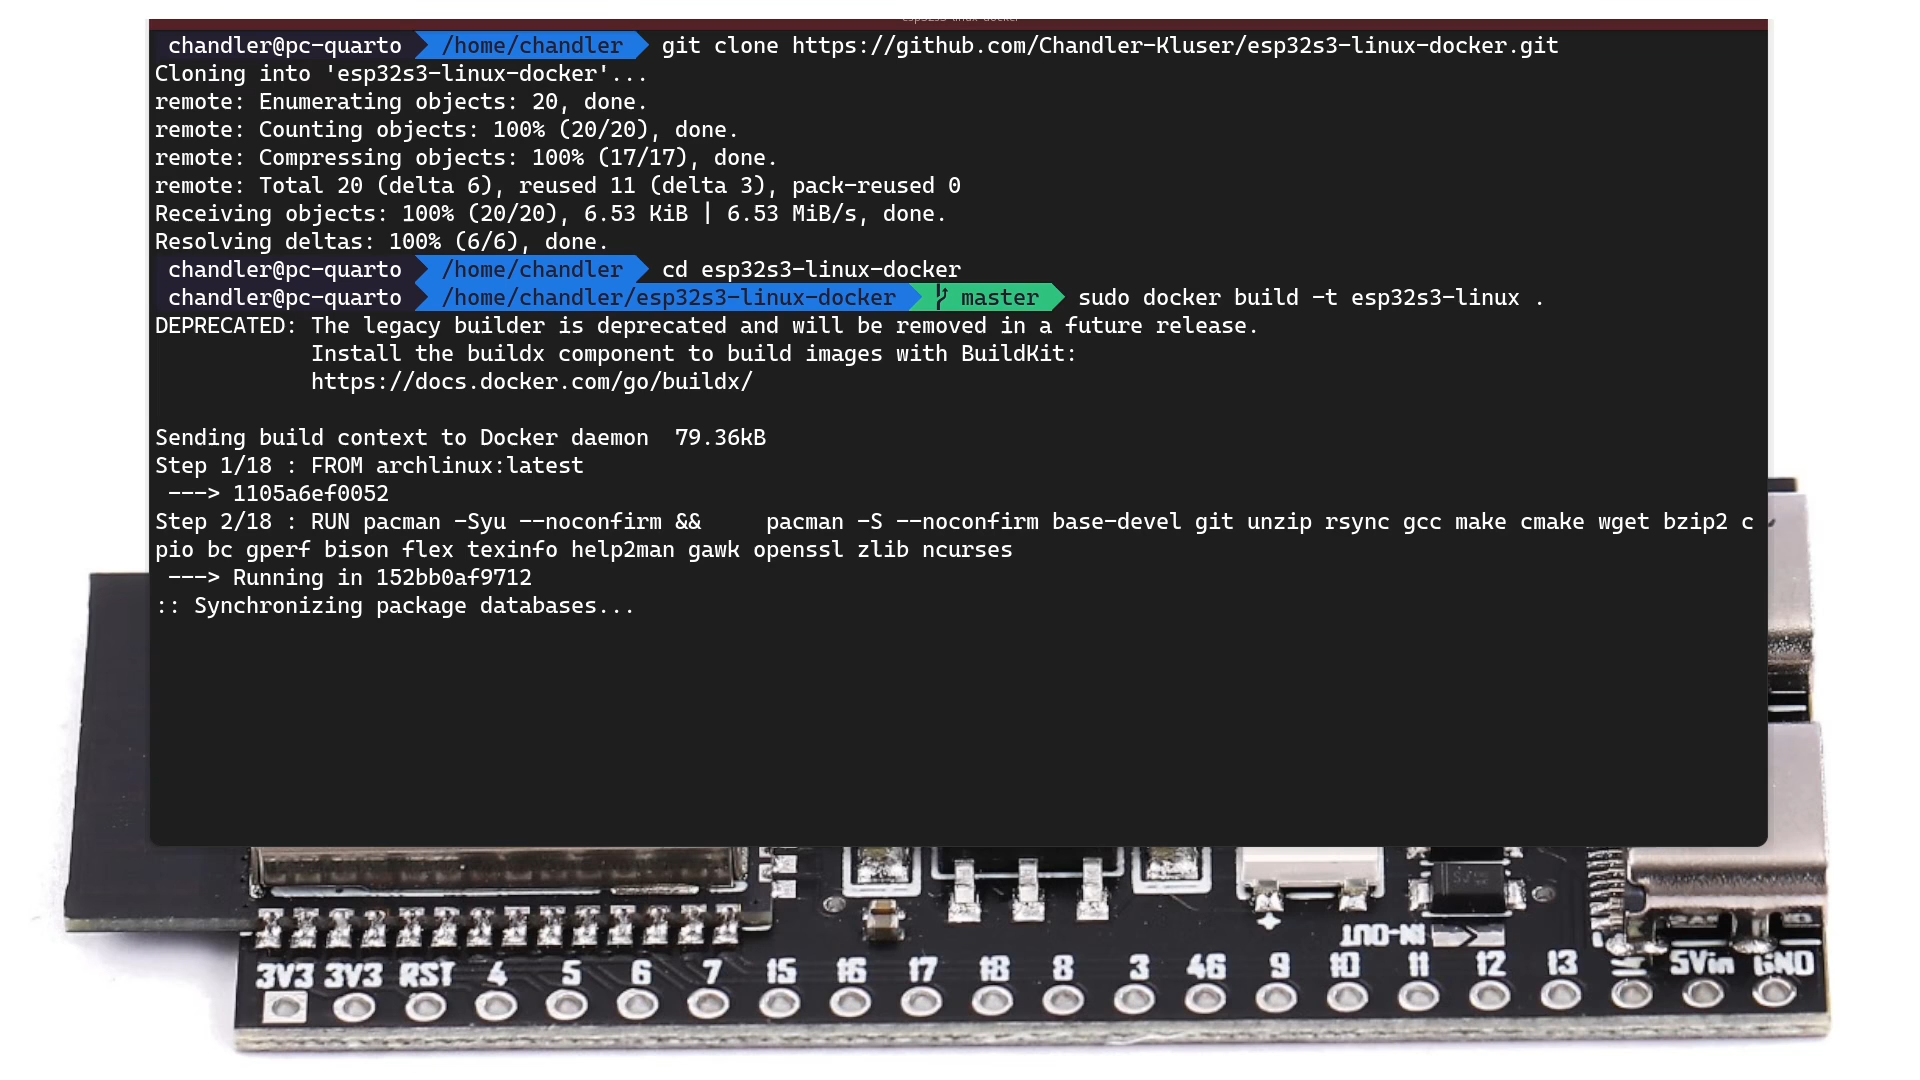 chandler@pc-quarto /home/chandler git clone https://github.com/Chandler-Kluser/esp32s3-linux-docker.git
Cloning into 'esp32s3-linux-docker'...
remote: Enumerating objects: 20, done.
remote: Counting objects: 100% (20/20), done.
remote: Compressing objects: 100% (17/17), done.
remote: Total 20 (delta 6), reused 11 (delta 3), pack-reused 0
Receiving objects: 100% (20/20), 6.53 KiB | 6.53 MiB/s, done.
Resolving deltas: 100% (6/6), done.
chandler@pc-quarto /home/chandler cd esp32s3-linux-docker
chandler@pc-quarto /home/chandler/esp32s3-linux-docker master sudo docker build -t esp32s3-linux .
DEPRECATED: The legacy builder is deprecated and will be removed in a future release.
Install the buildx component to build images with BuildKit:
https://docs.docker.com/go/buildx/
Sending build context to Docker daemon  79.36kB
Step 1/18 : FROM archlinux:latest
---> 1105a6ef0052
Step 2/18 : RUN pacman -Syu --noconfirm &&     pacman -S --noconfirm base-devel git unzip rsync gcc make cmake wget bzip2 c
pio bc gperf bison flex texinfo help2man gawk openssl zlib ncurses
---> Running in 152bb0af9712
:: Synchronizing package databases...
IN-OUT
3V3 3V3 RST 4 5 6 7 15 16 17 18 8 3 46 9 10 11 12 13 14 5Vin GND